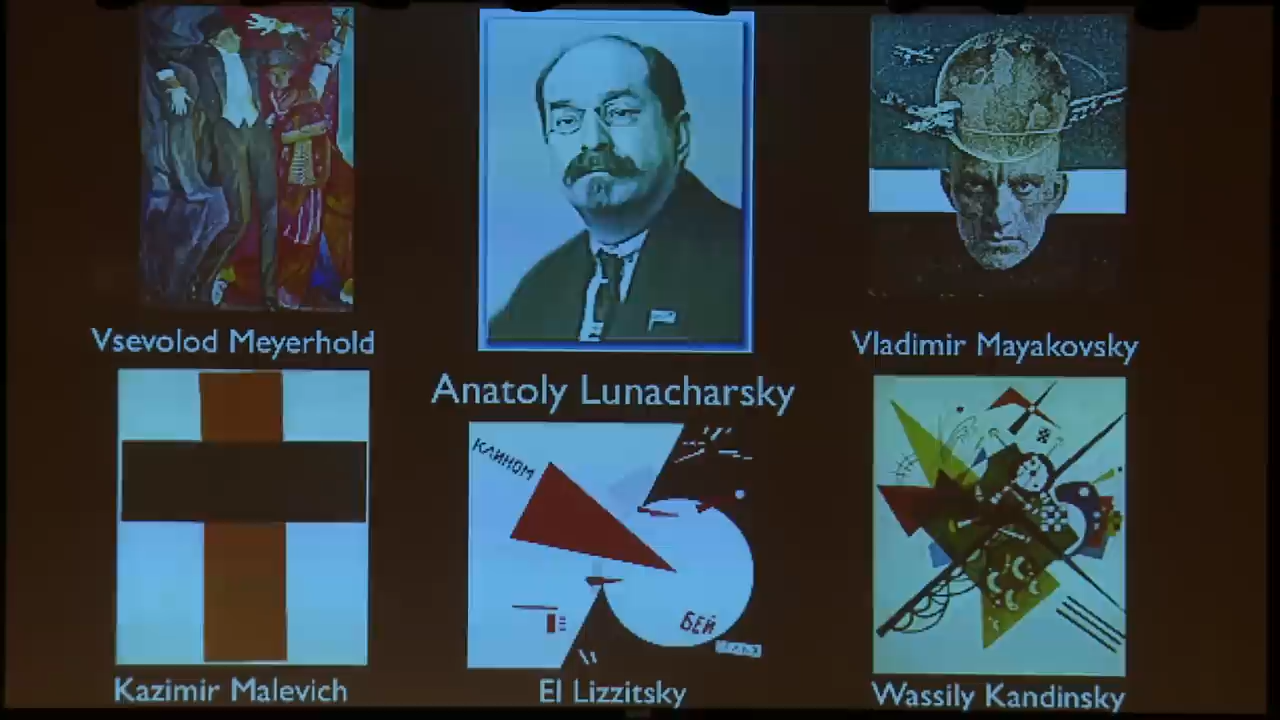 Vsevolod Meyerhold
Anatoly Lunacharsky
Vladimir Mayakovsky
КЛИНОМ
БЕЙ
Kazimir Malevich
El Lizzitsky
Wassily Kandinsky